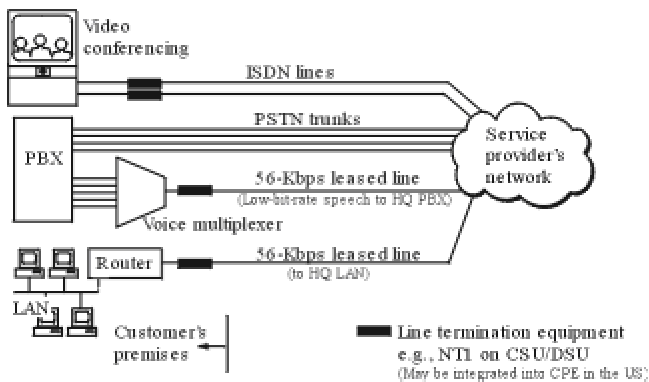 Video
conferencing
ISDN lines
PSTN trunks
PBX
Service
provider's
network
56-Kbps leased line
(Low-bit-rate speech to HQ PBX)
Voice multiplexer
Router
56-Kbps leased line
(to HQ LAN)
LAN
Customer's
premises
Line termination equipment
e.g., NT1 on CSU/DSU
(May be integrated into CPE in the US)